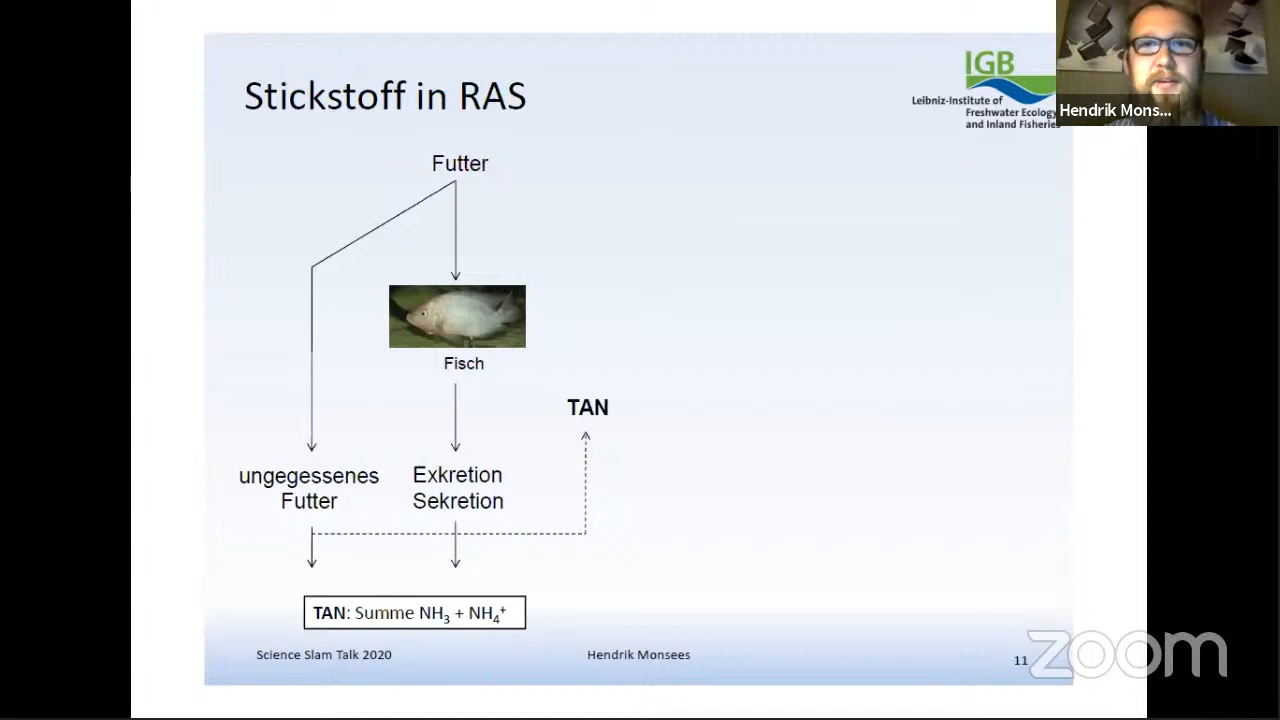 Stickstoff in RAS
IGB
Leibniz-Institute of
Freshwater Ecology
and Inland Fisheries
Hendrik Mons...
Futter
Fisch
TAN
ungegessenes
Futter
Exkretion
Sekretion
TAN: Summe NH₃ + NH₄⁺
Science Slam Talk 2020
Hendrik Monsees
11
zoom